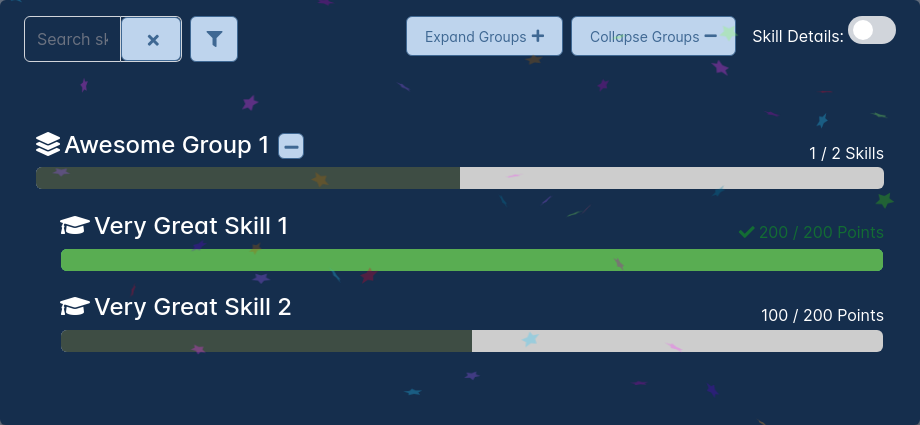 Search sk
Expand Groups
Collapse Groups
Skill Details:
Awesome Group 1
1 / 2 Skills
Very Great Skill 1
200 / 200 Points
Very Great Skill 2
100 / 200 Points